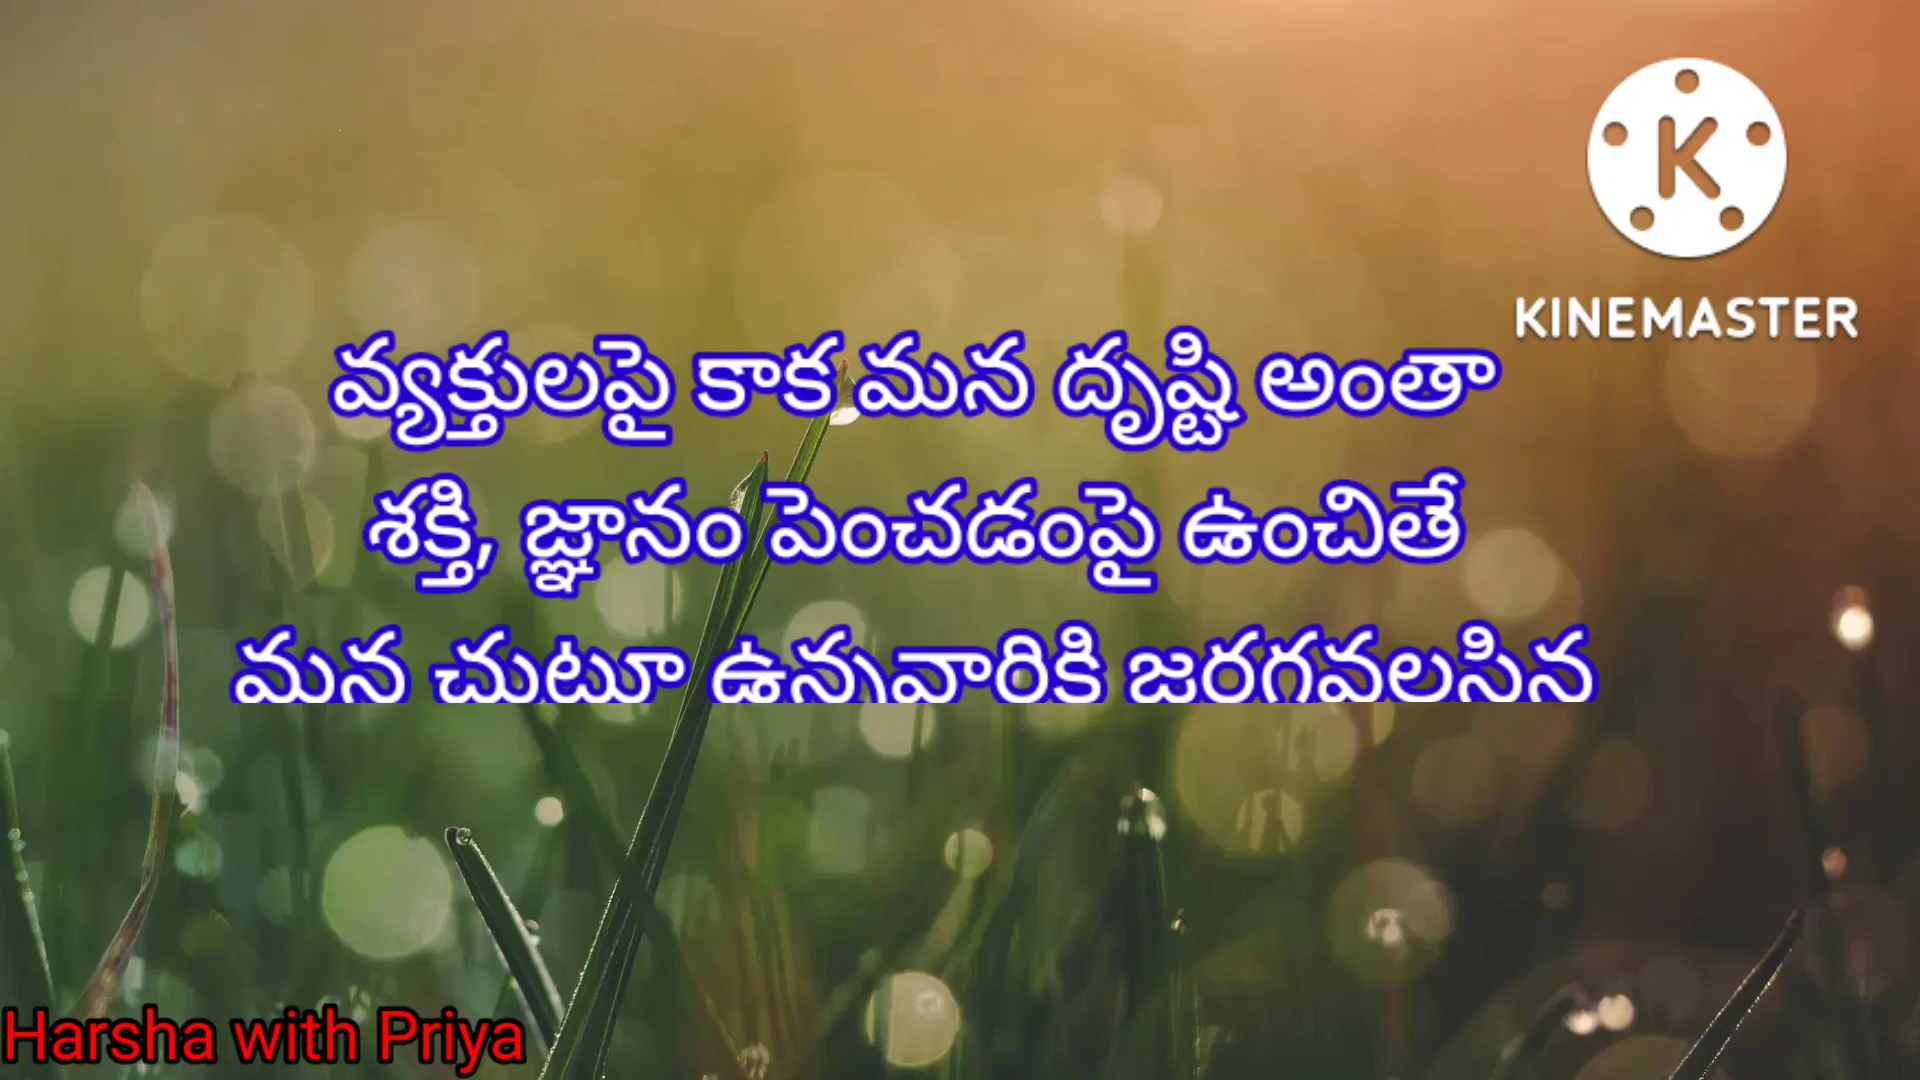 KINEMASTER
వ్యక్తులపై కాక మన దృష్టి అంతా
శక్తి, జ్ఞానం పెంచడంపై ఉంచితే
మన చుటూ ఉన్నవారికి జరగవలసిన
Harsha with Priya